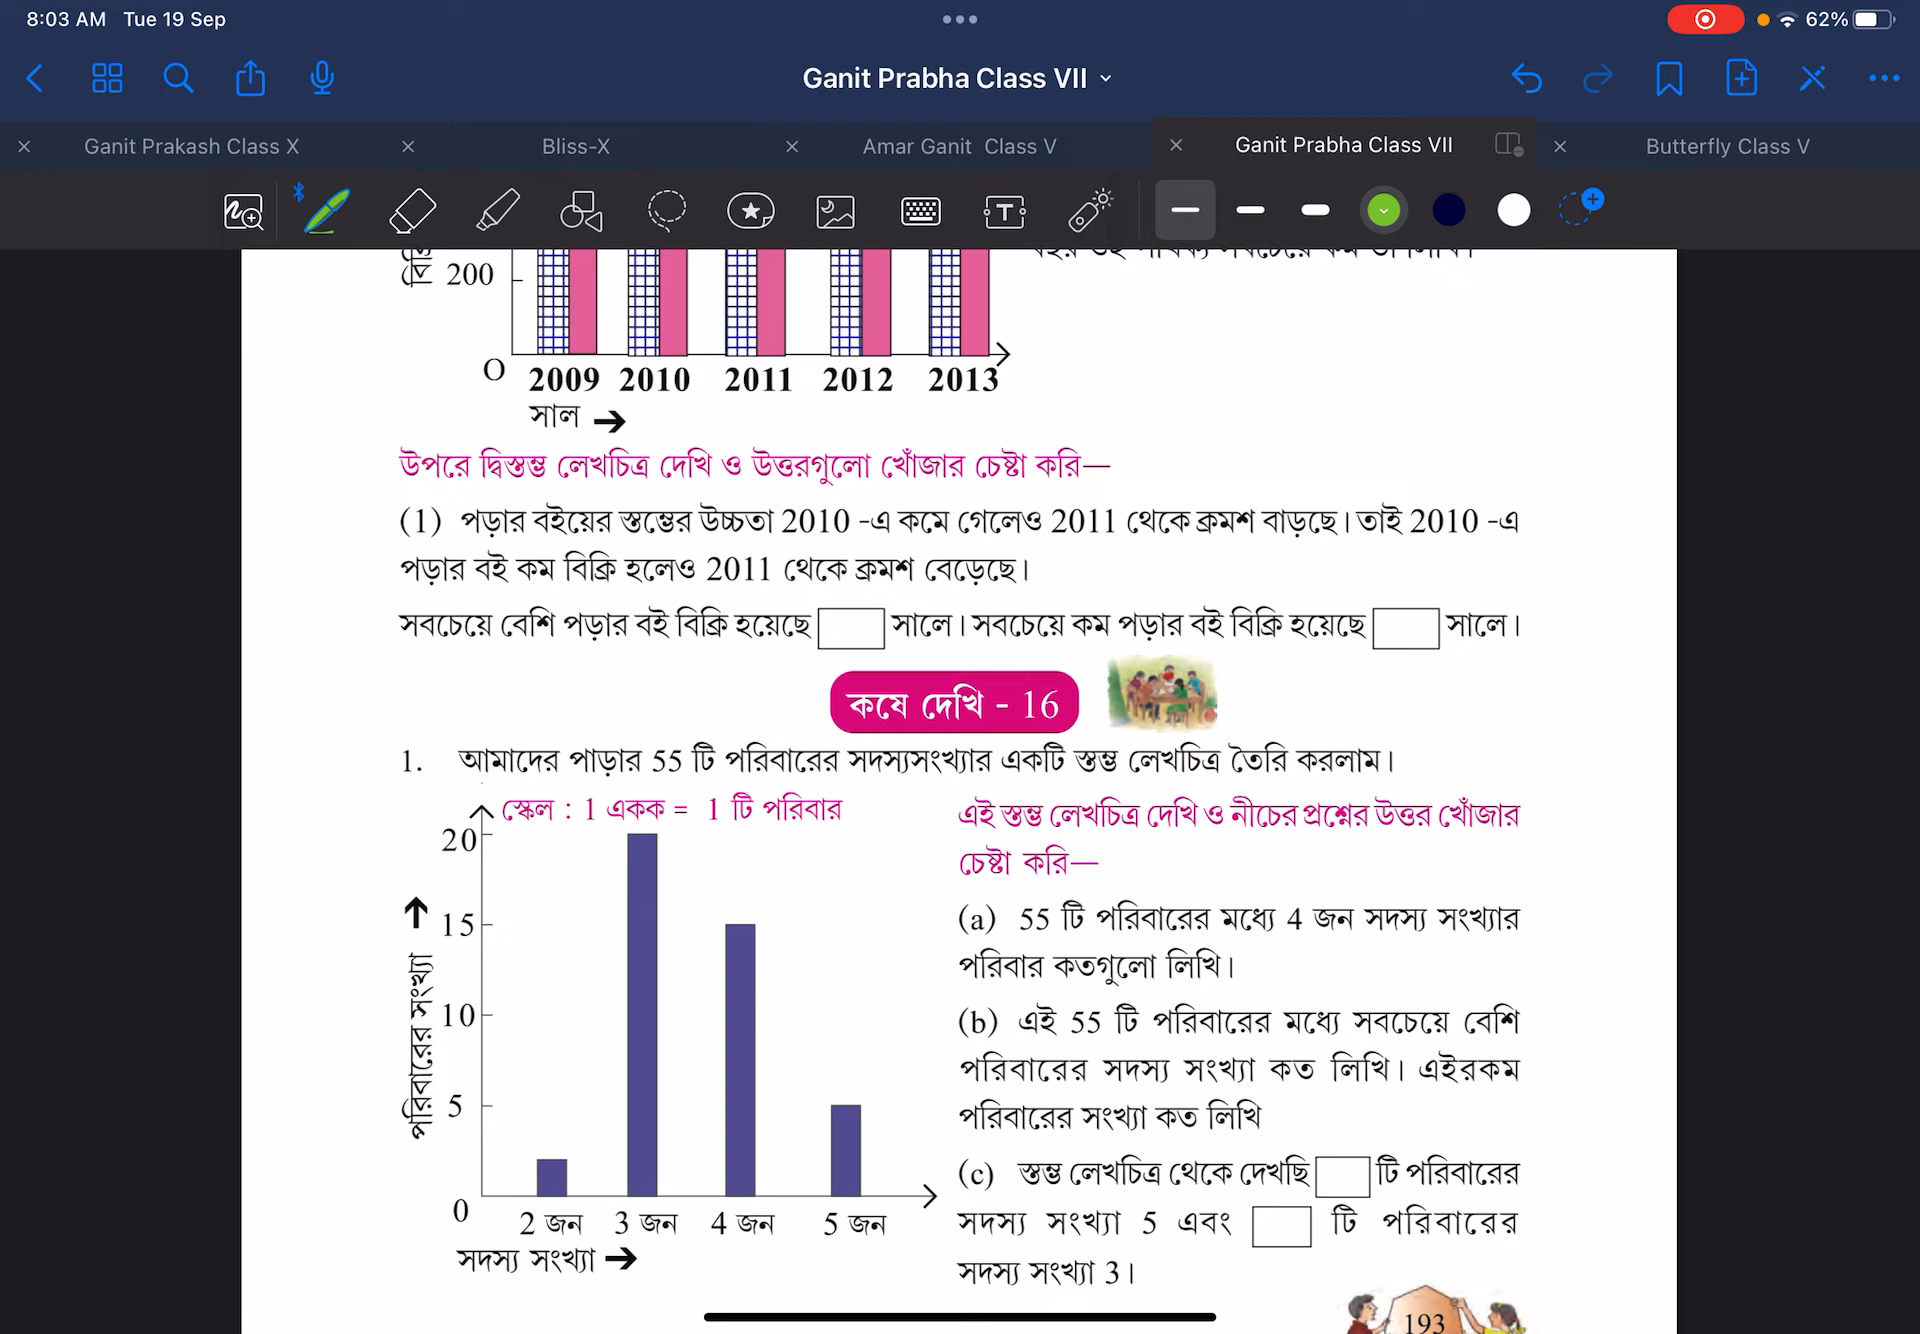 8:03 AM Tue 19 Sep
62%
Ganit Prabha Class VII
Ganit Prakash Class X
Bliss-X
Amar Ganit Class V
Ganit Prabha Class VII
Butterfly Class V
200
O
2009 2010 2011 2012 2013
সাল
উপরে দ্বিস্তম্ভ লেখচিত্র দেখি ও উত্তরগুলো খোঁজার চেষ্টা করি—
(1) পড়ার বইয়ের স্তম্ভের উচ্চতা 2010 -এ কমে গেলেও 2011 থেকে ক্রমশ বাড়ছে। তাই 2010 -এ
পড়ার বই কম বিক্রি হলেও 2011 থেকে ক্রমশ বেড়েছে।
সবচেয়ে বেশি পড়ার বই বিক্রি হয়েছে সালে। সবচেয়ে কম পড়ার বই বিক্রি হয়েছে সালে।
কষে দেখি - 16
1. আমাদের পাড়ার 55 টি পরিবারের সদস্যসংখ্যার একটি স্তম্ভ লেখচিত্র তৈরি করলাম।
স্কেল : 1 একক = 1 টি পরিবার
20
15
10
5
0
পরিবারের সংখ্যা
2 জন 3 জন 4 জন 5 জন
সদস্য সংখ্যা
এই স্তম্ভ লেখচিত্র দেখি ও নীচের প্রশ্নের উত্তর খোঁজার
চেষ্টা করি—
(a) 55 টি পরিবারের মধ্যে 4 জন সদস্য সংখ্যার
পরিবার কতগুলো লিখি।
(b) এই 55 টি পরিবারের মধ্যে সবচেয়ে বেশি
পরিবারের সদস্য সংখ্যা কত লিখি। এইরকম
পরিবারের সংখ্যা কত লিখি
(c) স্তম্ভ লেখচিত্র থেকে দেখছি টি পরিবারের
সদস্য সংখ্যা 5 এবং টি পরিবারের
সদস্য সংখ্যা 3।
193